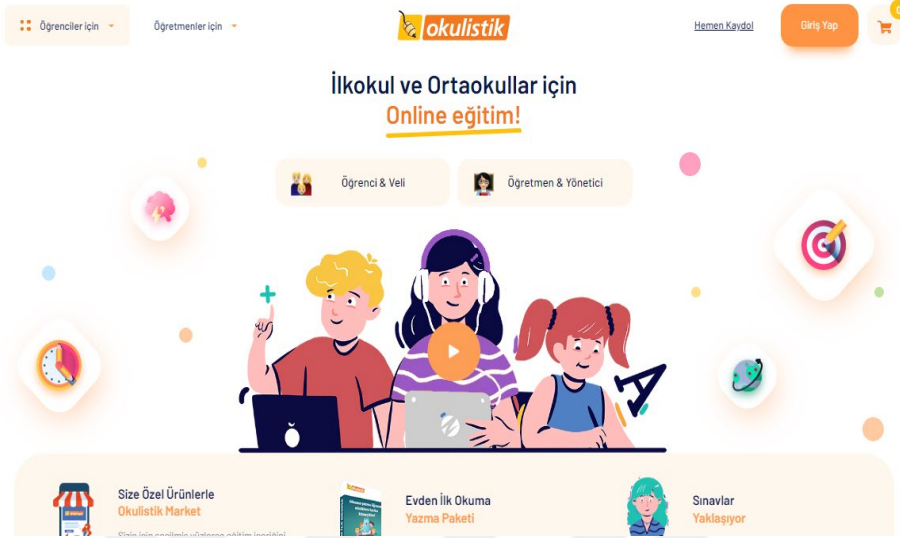 Öğrenciler için
Öğretmenler için
okulistik
Hemen Kaydol
Giriş Yap
İlkokul ve Ortaokullar için
Online eğitim!
Öğrenci & Veli
Öğretmen & Yönetici
A
Size Özel Ürünlerle
Okulistik Market
Evden İlk Okuma
Yazma Paketi
Sınavlar
Yaklaşıyor